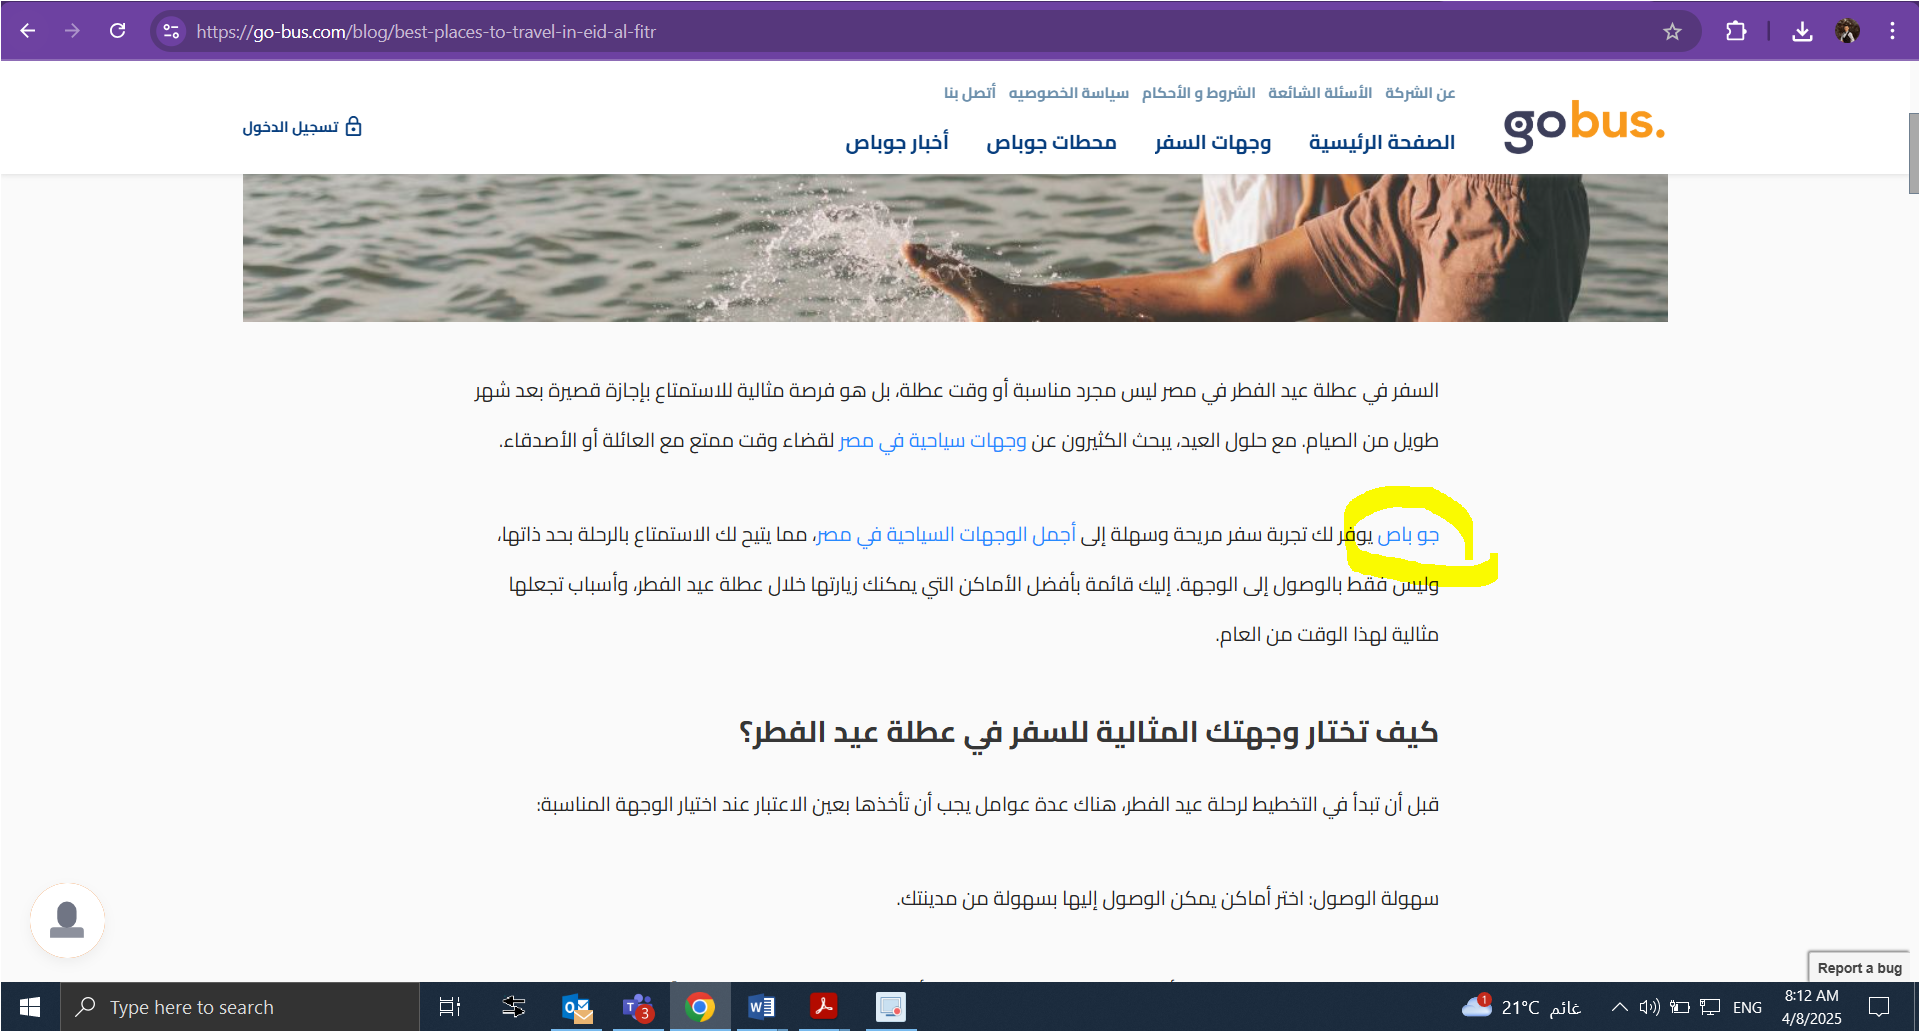 https://go-bus.com/blog/best-places-to-travel-in-eid-al-fitr
عن الشركة الأسئلة الشائعة الشروط و الأحكام سياسة الخصوصيه أتصل بنا
gobus.
تسجيل الدخول
الصفحة الرئيسية وجهات السفر محطات جوباص أخبار جوباص
السفر في عطلة عيد الفطر في مصر ليس مجرد مناسبة أو وقت عطلة، بل هو فرصة مثالية للاستمتاع بإجازة قصيرة بعد شهر
طويل من الصيام. مع حلول العيد، يبحث الكثيرون عن وجهات سياحية في مصر لقضاء وقت ممتع مع العائلة أو الأصدقاء.
جو باص يوفر لك تجربة سفر مريحة وسهلة إلى أجمل الوجهات السياحية في مصر، مما يتيح لك الاستمتاع بالرحلة بحد ذاتها،
وليس فقط بالوصول إلى الوجهة. إليك قائمة بأفضل الأماكن التي يمكنك زيارتها خلال عطلة عيد الفطر، وأسباب تجعلها
مثالية لهذا الوقت من العام.
كيف تختار وجهتك المثالية للسفر في عطلة عيد الفطر؟
قبل أن تبدأ في التخطيط لرحلة عيد الفطر، هناك عدة عوامل يجب أن تأخذها بعين الاعتبار عند اختيار الوجهة المناسبة:
سهولة الوصول: اختر أماكن يمكن الوصول إليها بسهولة من مدينتك.
Report a bug
Type here to search
3
1
21°C غائم
ENG
8:12 AM
4/8/2025